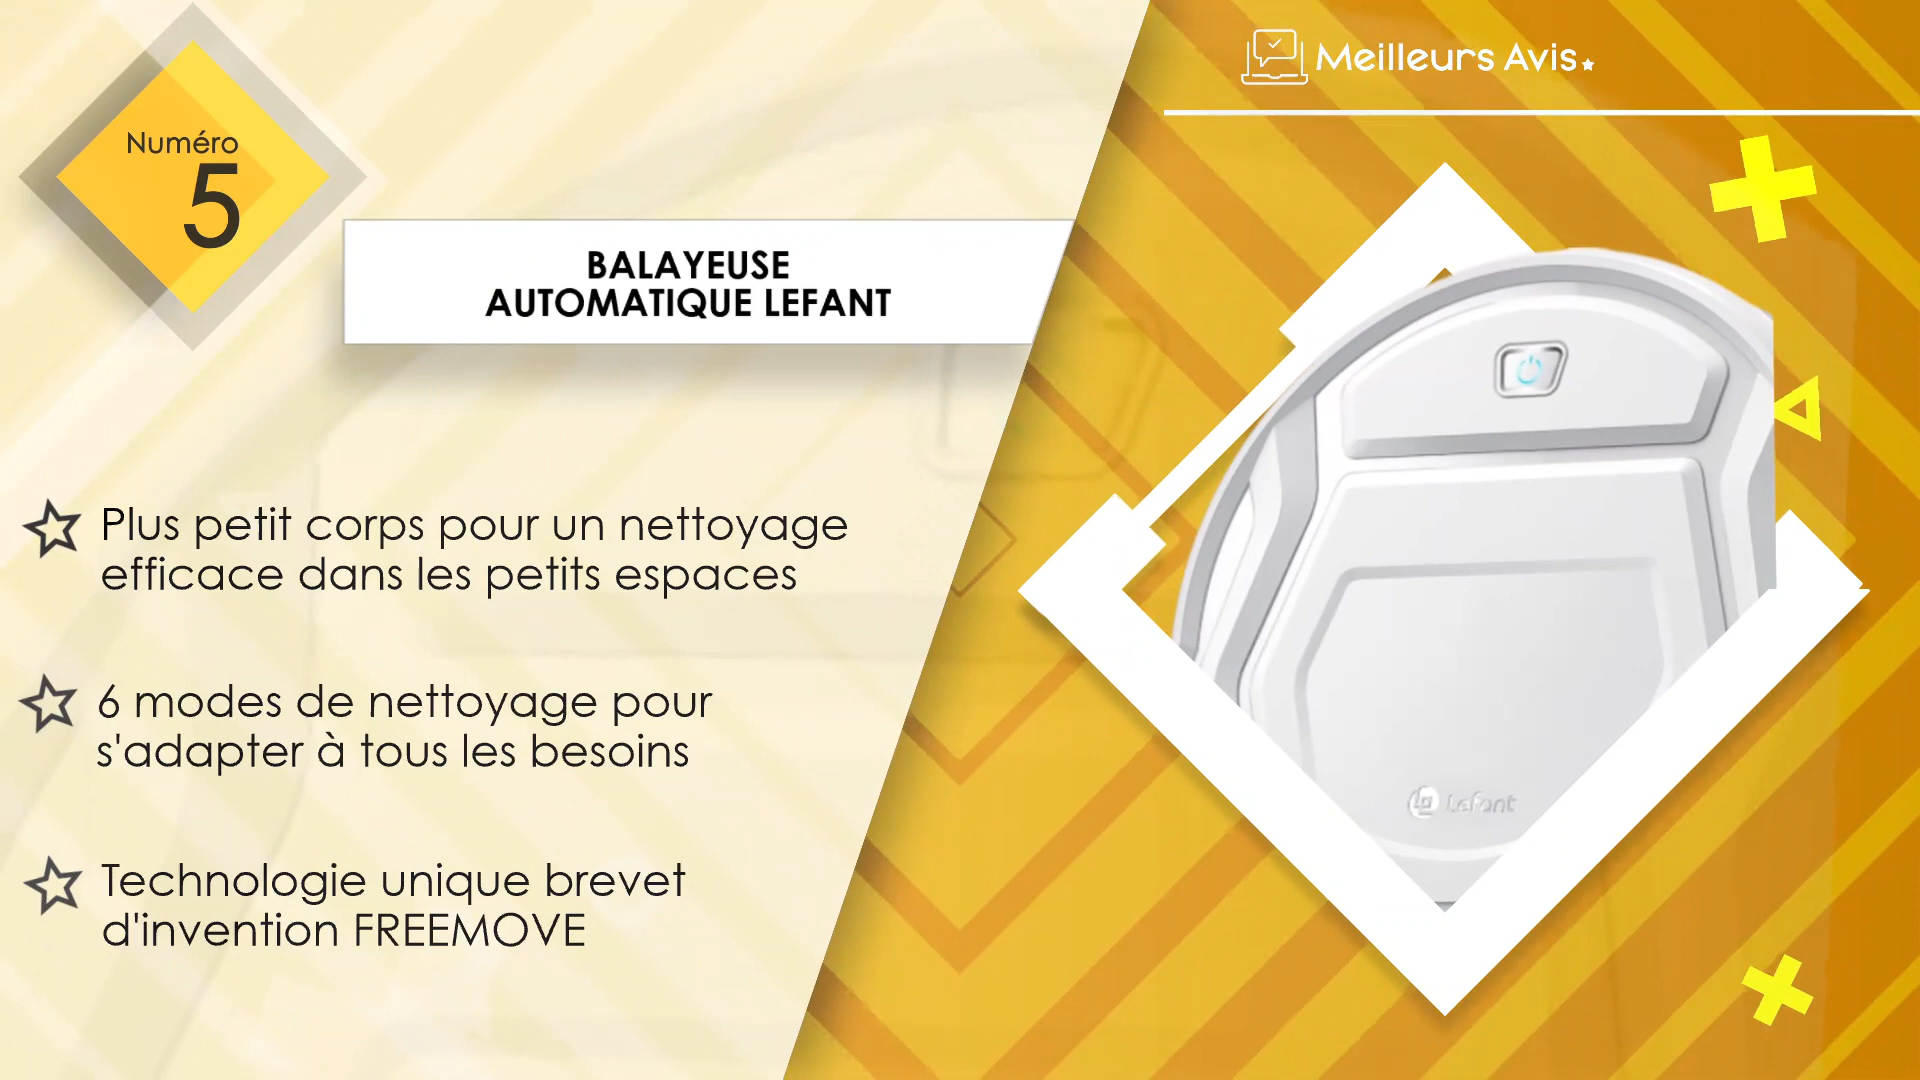 Numéro
5
BALAYEUSE
AUTOMATIQUE LEFANT
Meilleurs Avis
Plus petit corps pour un nettoyage
efficace dans les petits espaces
6 modes de nettoyage pour
s'adapter à tous les besoins
Technologie unique brevet
d'invention FREEMOVE
Lefant